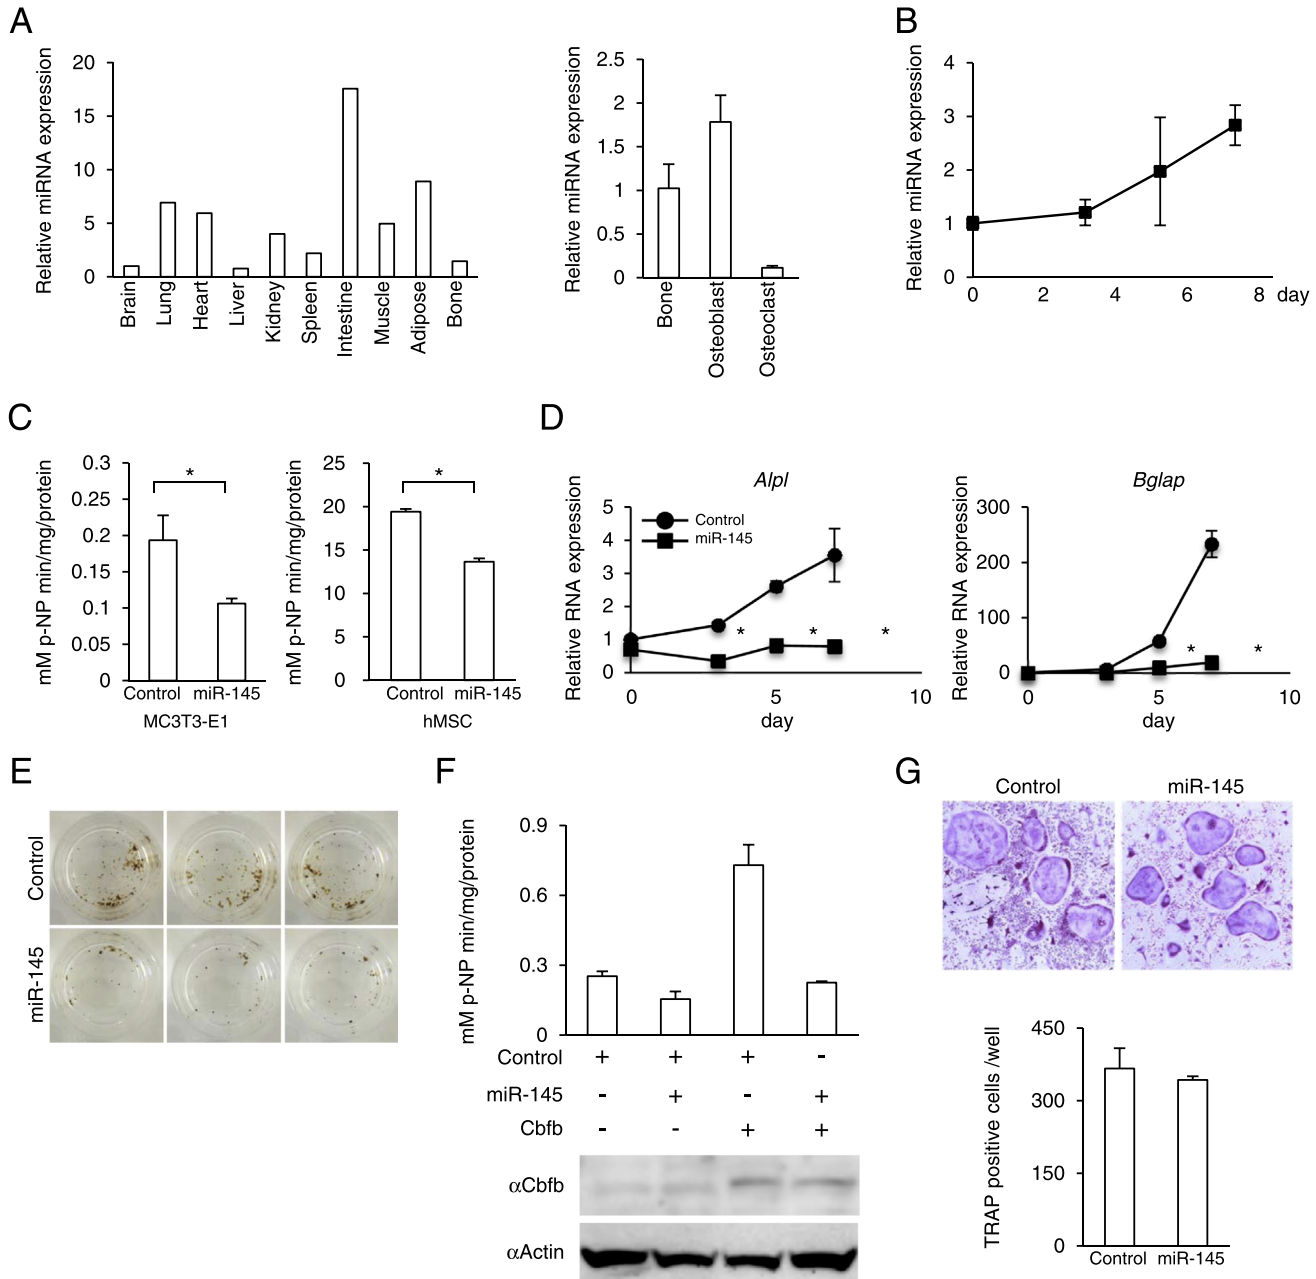 A
Relative miRNA expression
20
15
10
5
0
Brain
Lung
Heart
Liver
Kidney
Spleen
Intestine
Muscle
Adipose
Bone
Relative miRNA expression
2.5
2
1.5
1
0.5
0
Bone
Osteoblast
Osteoclast
B
Relative miRNA expression
4
3
2
1
0
0 2 4 6 8 day
C
mM p-NP min/mg/protein
0.3
0.25
0.2
0.15
0.1
0.05
0
*
Control miR-145
MC3T3-E1
mM p-NP min/mg/protein
25
20
15
10
5
0
*
Control miR-145
hMSC
D
Alpl
Relative RNA expression
5
4
3
2
1
0
Control
miR-145
* * *
0 5 10
day
Bglap
Relative RNA expression
300
200
100
0
* *
0 5 10
day
E
Control
miR-145
F
mM p-NP min/mg/protein
0.9
0.6
0.3
0
Control + + + -
miR-145 - + - +
Cbfb - - + +
αCbfb
αActin
G
Control miR-145
TRAP positive cells /well
450
300
150
0
Control miR-145